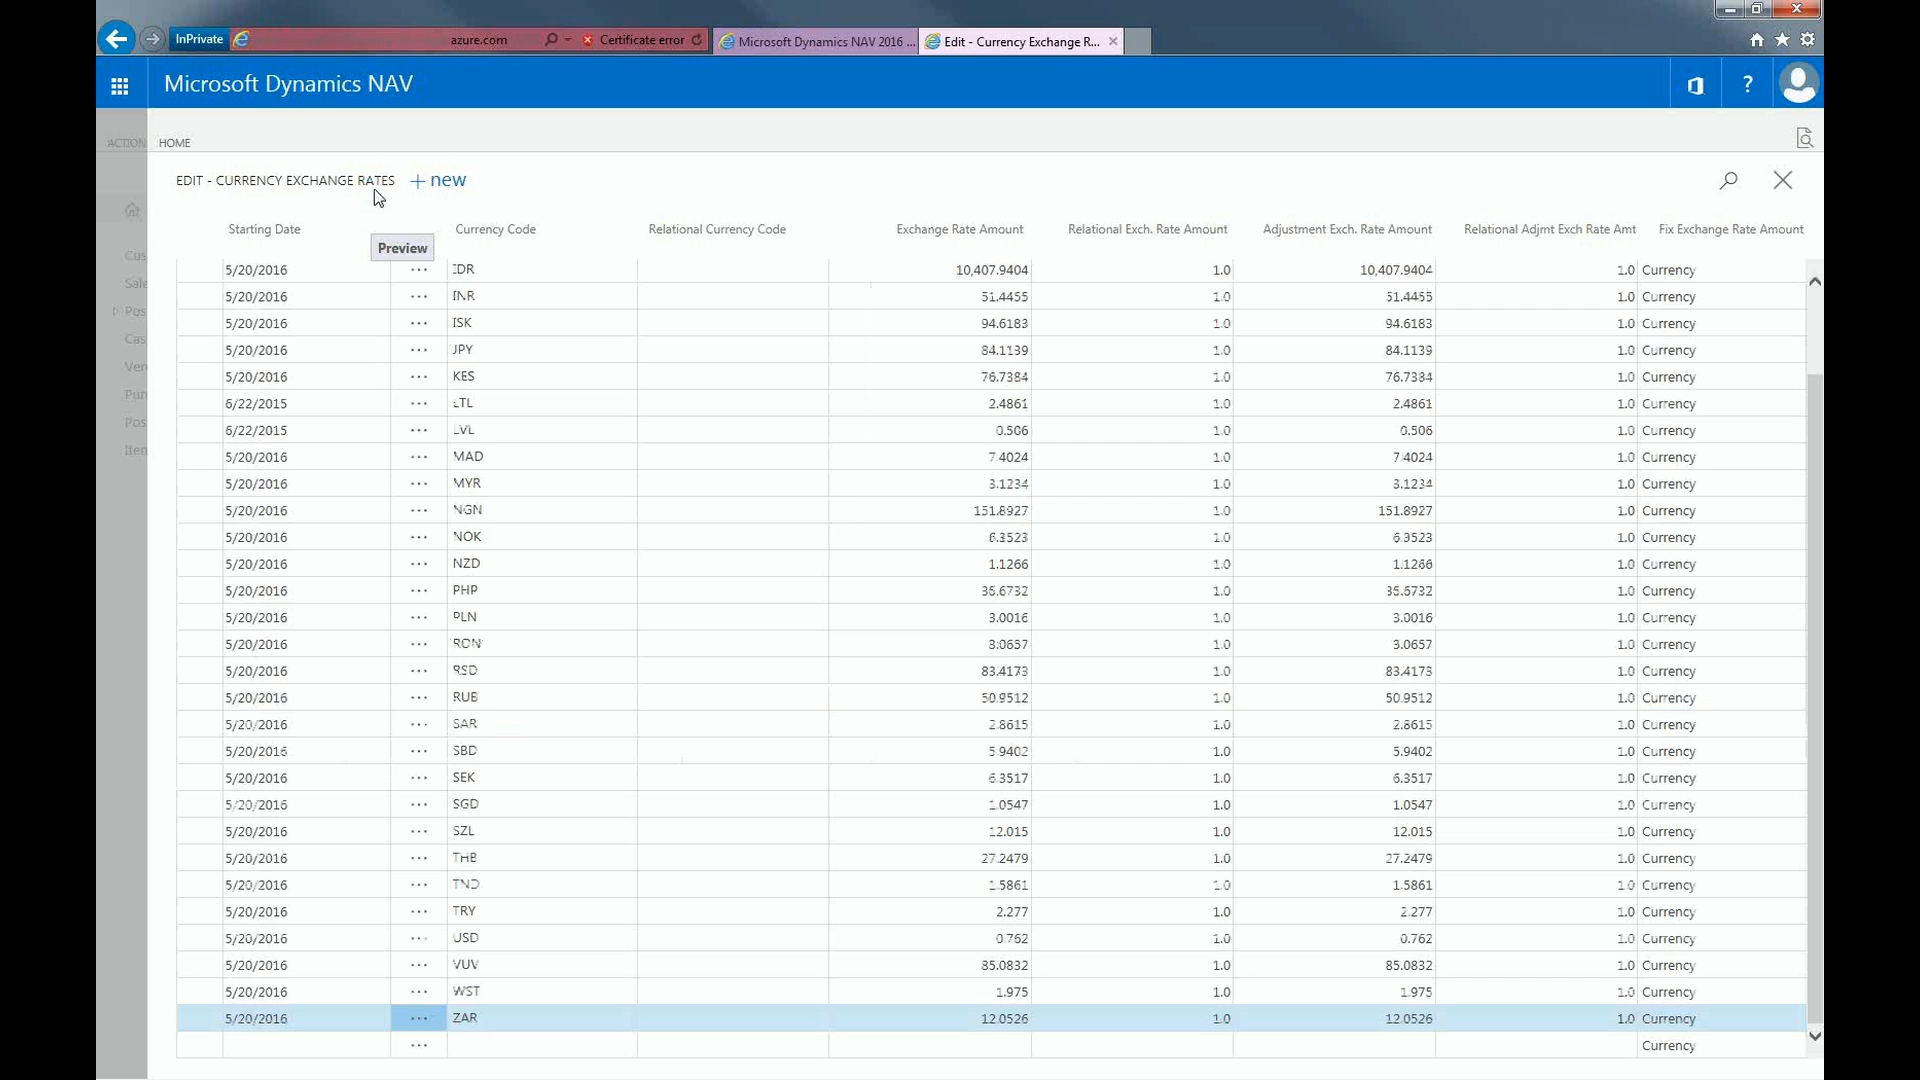 InPrivate azure.com Certificate error Microsoft Dynamics NAV 2016 ... Edit - Currency Exchange R...
Microsoft Dynamics NAV ?
ACTION HOME
EDIT - CURRENCY EXCHANGE RATES + new
Starting Date Currency Code Relational Currency Code Exchange Rate Amount Relational Exch. Rate Amount Adjustment Exch. Rate Amount Relational Adjmt Exch Rate Amt Fix Exchange Rate Amount
Preview
Cus
Sale
Pos
Cas
Ven
Pur
Pos
Item
5/20/2016 ... IDR 10,407.9404 1.0 10,407.9404 1.0 Currency
5/20/2016 ... INR 51.4455 1.0 51.4455 1.0 Currency
5/20/2016 ... ISK 94.6183 1.0 94.6183 1.0 Currency
5/20/2016 ... JPY 84.1139 1.0 84.1139 1.0 Currency
5/20/2016 ... KES 76.7384 1.0 76.7384 1.0 Currency
6/22/2015 ... LTL 2.4861 1.0 2.4861 1.0 Currency
6/22/2015 ... LVL 0.506 1.0 0.506 1.0 Currency
5/20/2016 ... MAD 7.4024 1.0 7.4024 1.0 Currency
5/20/2016 ... MYR 3.1234 1.0 3.1234 1.0 Currency
5/20/2016 ... NGN 151.8927 1.0 151.8927 1.0 Currency
5/20/2016 ... NOK 6.3523 1.0 6.3523 1.0 Currency
5/20/2016 ... NZD 1.1266 1.0 1.1266 1.0 Currency
5/20/2016 ... PHP 35.6732 1.0 35.6732 1.0 Currency
5/20/2016 ... PLN 3.0016 1.0 3.0016 1.0 Currency
5/20/2016 ... RON 3.0657 1.0 3.0657 1.0 Currency
5/20/2016 ... RSD 83.4173 1.0 83.4173 1.0 Currency
5/20/2016 ... RUB 50.9512 1.0 50.9512 1.0 Currency
5/20/2016 ... SAR 2.8615 1.0 2.8615 1.0 Currency
5/20/2016 ... SBD 5.9402 1.0 5.9402 1.0 Currency
5/20/2016 ... SEK 6.3517 1.0 6.3517 1.0 Currency
5/20/2016 ... SGD 1.0547 1.0 1.0547 1.0 Currency
5/20/2016 ... SZL 12.015 1.0 12.015 1.0 Currency
5/20/2016 ... THB 27.2479 1.0 27.2479 1.0 Currency
5/20/2016 ... TND 1.5861 1.0 1.5861 1.0 Currency
5/20/2016 ... TRY 2.277 1.0 2.277 1.0 Currency
5/20/2016 ... USD 0.762 1.0 0.762 1.0 Currency
5/20/2016 ... VUV 85.0832 1.0 85.0832 1.0 Currency
5/20/2016 ... WST 1.975 1.0 1.975 1.0 Currency
5/20/2016 ... ZAR 12.0526 1.0 12.0526 1.0 Currency
... Currency